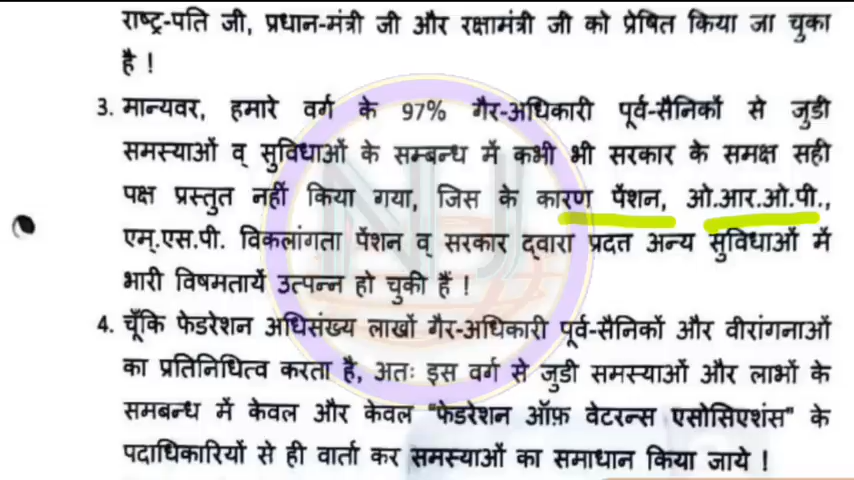 राष्ट्र-पति जी, प्रधान-मंत्री जी और रक्षामंत्री जी को प्रेषित किया जा चुका
है !
3. मान्यवर, हमारे वर्ग के 97% गैर-अधिकारी पूर्व-सैनिकों से जुडी
समस्याओं व् सुविधाओं के सम्बन्ध में कभी भी सरकार के समक्ष सही
पक्ष प्रस्तुत नहीं किया गया, जिस के कारण पेंशन, ओ.आर.ओ.पी.,
एम्.एस.पी. विकलांगता पेंशन व् सरकार द्वारा प्रदत्त अन्य सुविधाओं में
भारी विषमतायें उत्पन्न हो चुकी हैं !
4. चूँकि फेडरेशन अधिसंख्य लाखों गैर-अधिकारी पूर्व-सैनिकों और वीरांगनाओं
का प्रतिनिधित्व करता है, अतः इस वर्ग से जुडी समस्याओं और लाभों के
समबन्ध में केवल और केवल "फेडरेशन ऑफ़ वेटरन्स एसोसिएशंस" के
पदाधिकारियों से ही वार्ता कर समस्याओं का समाधान किया जाये !